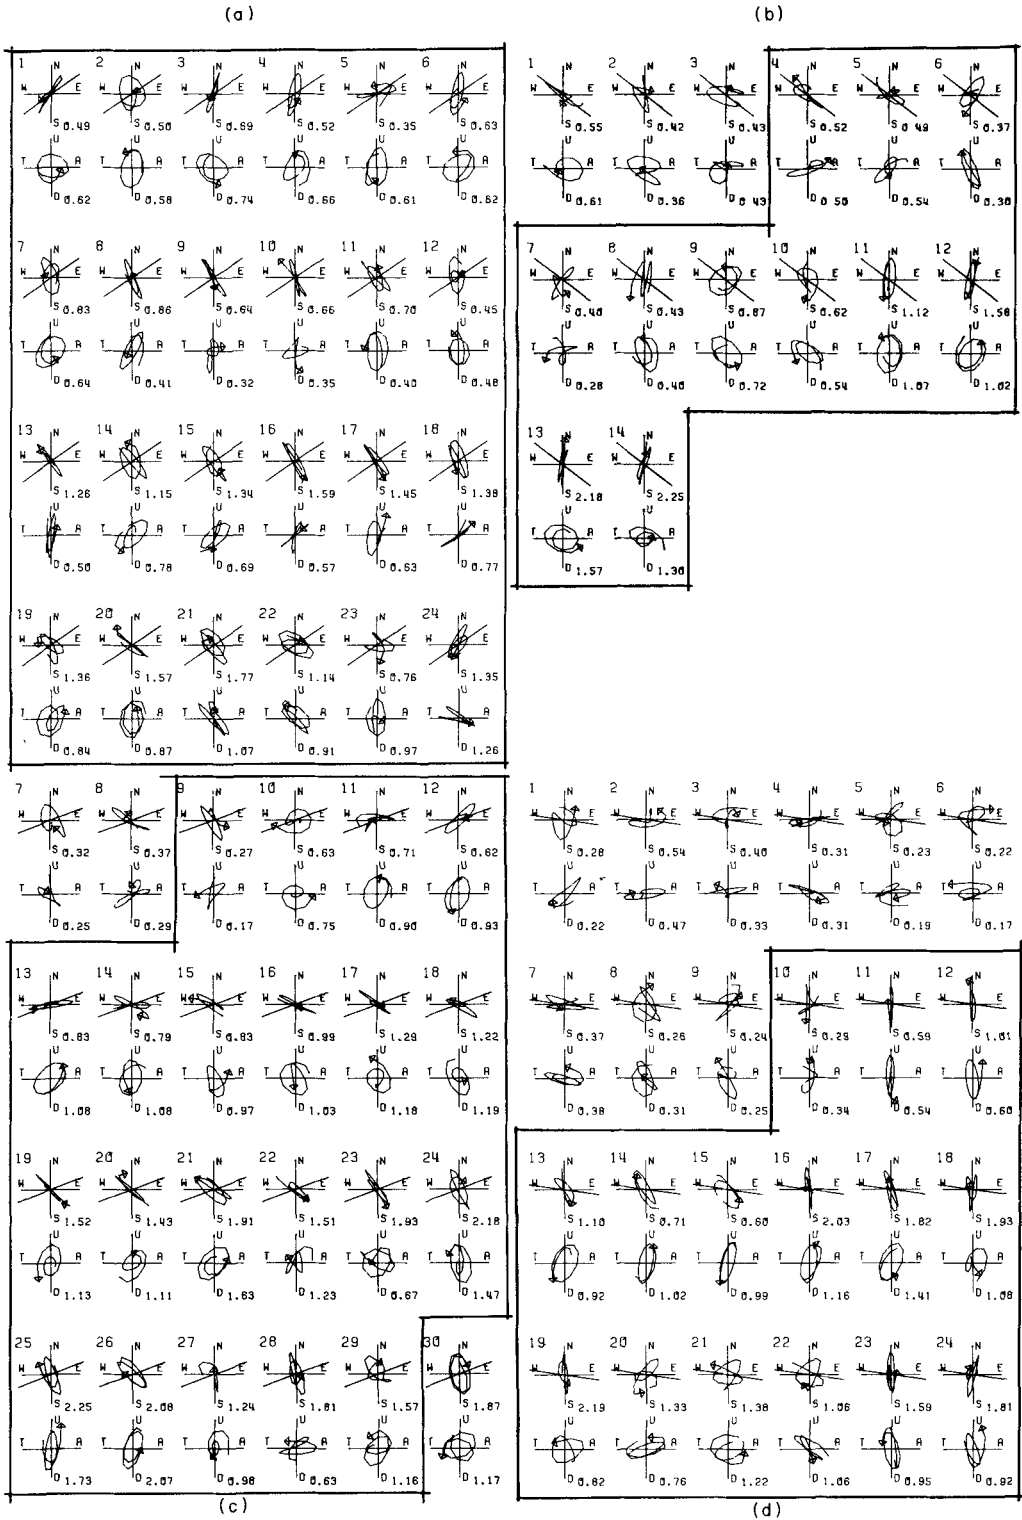 (a)
(b)
1 2 3 4 5 6
N N N N N N
W E W E W E W E W E W E
S 0.49 S 0.50 S 0.69 S 0.52 S 0.35 S 0.63
U U U U U U
T A T A T A T A T A T A
D 0.62 D 0.58 D 0.74 D 0.66 D 0.61 D 0.62
7 8 9 10 11 12
N N N N N N
W E W E W E W E W E W E
S 0.83 S 0.86 S 0.64 S 0.66 S 0.70 S 0.45
U U U U U U
T A T A T A T A T A T A
D 0.64 D 0.41 D 0.32 D 0.35 D 0.40 D 0.48
13 14 15 16 17 18
N N N N N N
W E W E W E W E W E W E
S 1.26 S 1.15 S 1.34 S 1.59 S 1.45 S 1.38
U U U U U U
T A T A T A T A T A T A
D 0.50 D 0.78 D 0.69 D 0.57 D 0.63 D 0.77
19 20 21 22 23 24
N N N N N N
W E W E W E W E W E W E
S 1.36 S 1.57 S 1.77 S 1.14 S 0.76 S 1.35
U U U U U U
T A T A T A T A T A T A
D 0.84 D 0.87 D 1.07 D 0.91 D 0.97 D 1.26
1 2 3 4 5 6
N N N N N N
W E W E W E W E W E W E
S 0.55 S 0.42 S 0.43 S 0.52 S 0.49 S 0.37
U U U U U U
T A T A T A T A T A T A
D 0.61 D 0.36 D 0.43 D 0.50 D 0.54 D 0.30
7 8 9 10 11 12
N N N N N N
W E W E W E W E W E W E
S 0.40 S 0.43 S 0.87 S 0.62 S 1.12 S 1.58
U U U U U U
T A T A T A T A T A T A
D 0.28 D 0.40 D 0.72 D 0.54 D 1.07 D 1.02
13 14
N N
W E W E
S 2.18 S 2.25
U U
T A T A
D 1.57 D 1.30
7 8 9 10 11 12
N N N N N N
W E W E W E W E W E W E
S 0.32 S 0.37 S 0.27 S 0.63 S 0.71 S 0.62
U U U U U U
T A T A T A T A T A T A
D 0.25 D 0.29 D 0.17 D 0.75 D 0.90 D 0.93
13 14 15 16 17 18
N N N N N N
W E W E W E W E W E W E
S 0.83 S 0.79 S 0.83 S 0.99 S 1.29 S 1.22
U U U U U U
T A T A T A T A T A T A
D 1.08 D 1.08 D 0.97 D 1.03 D 1.18 D 1.19
19 20 21 22 23 24
N N N N N N
W E W E W E W E W E W E
S 1.52 S 1.43 S 1.91 S 1.51 S 1.93 S 2.18
U U U U U U
T A T A T A T A T A T A
D 1.13 D 1.11 D 1.63 D 1.23 D 0.67 D 1.47
25 26 27 28 29 30
N N N N N N
W E W E W E W E W E W E
S 2.25 S 2.08 S 1.24 S 1.81 S 1.57 S 1.87
U U U U U U
T A T A T A T A T A T A
D 1.73 D 2.07 D 0.98 D 0.63 D 1.16 D 1.17
(c)
1 2 3 4 5 6
N N N N N N
W E W E W E W E W E W E
S 0.28 S 0.54 S 0.40 S 0.31 S 0.23 S 0.22
U U U U U U
T A T A T A T A T A T A
D 0.22 D 0.47 D 0.33 D 0.31 D 0.19 D 0.17
7 8 9 10 11 12
N N N N N N
W E W E W E W E W E W E
S 0.37 S 0.26 S 0.24 S 0.29 S 0.59 S 1.01
U U U U U U
T A T A T A T A T A T A
D 0.38 D 0.31 D 0.25 D 0.34 D 0.54 D 0.60
13 14 15 16 17 18
N N N N N N
W E W E W E W E W E W E
S 1.10 S 0.71 S 0.60 S 2.03 S 1.82 S 1.93
U U U U U U
T A T A T A T A T A T A
D 0.92 D 1.02 D 0.99 D 1.16 D 1.41 D 1.08
19 20 21 22 23 24
N N N N N N
W E W E W E W E W E W E
S 2.19 S 1.33 S 1.38 S 1.06 S 1.59 S 1.81
U U U U U U
T A T A T A T A T A T A
D 0.82 D 0.76 D 1.22 D 1.06 D 0.95 D 0.92
(d)